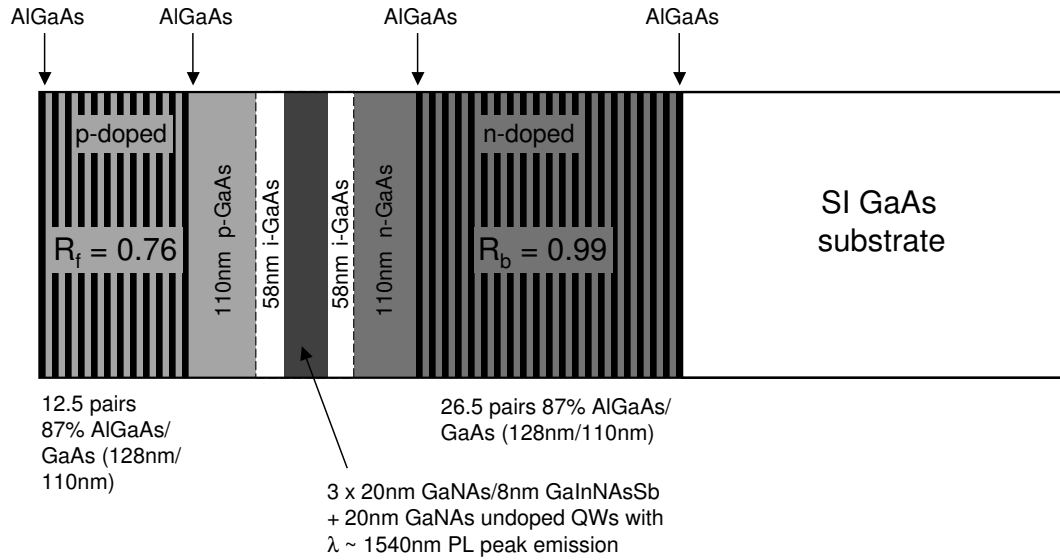 AlGaAs
AlGaAs
AlGaAs
AlGaAs
p-doped
R_f = 0.76
110nm p-GaAs
58nm i-GaAs
58nm i-GaAs
110nm n-GaAs
n-doped
R_b = 0.99
SI GaAs
substrate
12.5 pairs
87% AlGaAs/
GaAs (128nm/
110nm)
26.5 pairs 87% AlGaAs/
GaAs (128nm/110nm)
3 x 20nm GaNAs/8nm GaInNAsSb
+ 20nm GaNAs undoped QWs with
λ ~ 1540nm PL peak emission